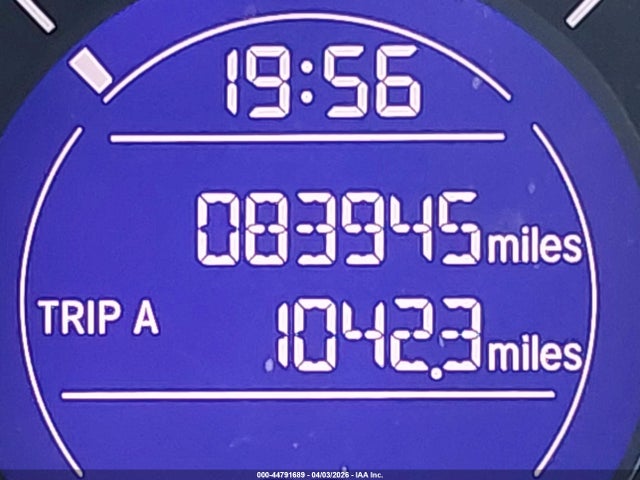 19:56
083945 miles
TRIP A 1042.3 miles
000-44791689 - 04/03/2026 - IAA Inc.